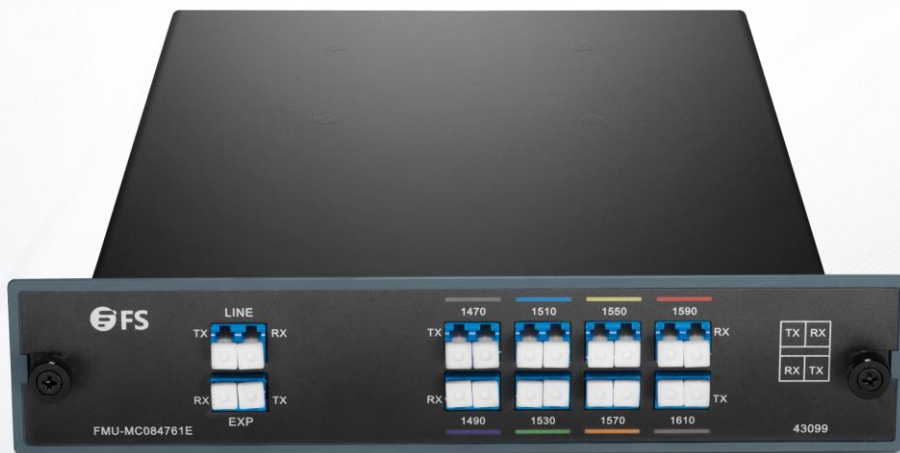 FS
LINE
TX RX
RX TX
EXP
FMU-MC084761E
1470 1510 1550 1590
TX RX
RX TX
1490 1530 1570 1610
TX RX
RX TX
43099